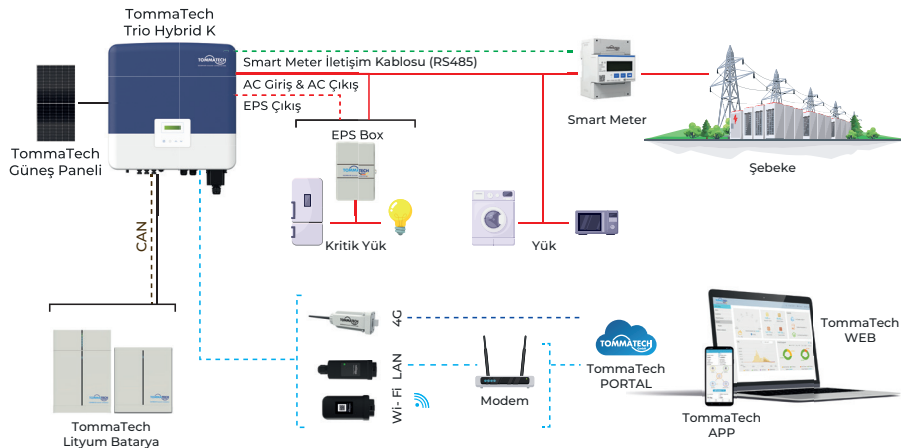 TommaTech
Trio Hybrid K
TOMMATECH
Smart Meter İletişim Kablosu (RS485)
AC Giriş & AC Çıkış
EPS Çıkış
EPS Box
Smart Meter
Şebeke
TommaTech
Güneş Paneli
CAN
Kritik Yük
Yük
4G
LAN
Wi- Fi
Modem
TOMMATECH
TommaTech
PORTAL
TommaTech
WEB
TommaTech
APP
TommaTech
Lityum Batarya